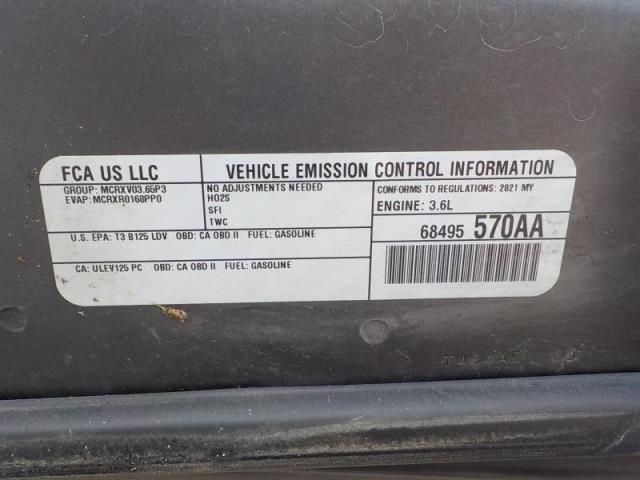 FCA US LLC
VEHICLE EMISSION CONTROL INFORMATION
GROUP: MCRXV03.65P3
EVAP: MCRXR0168PP0
NO ADJUSTMENTS NEEDED
HO2S
SFI
TWC
CONFORMS TO REGULATIONS: 2021 MY
ENGINE: 3.6L
U.S. EPA: T3 B125 LDV OBD: CA OBD II FUEL: GASOLINE
CA: ULEV125 PC OBD: CA OBD II FUEL: GASOLINE
68495 570AA